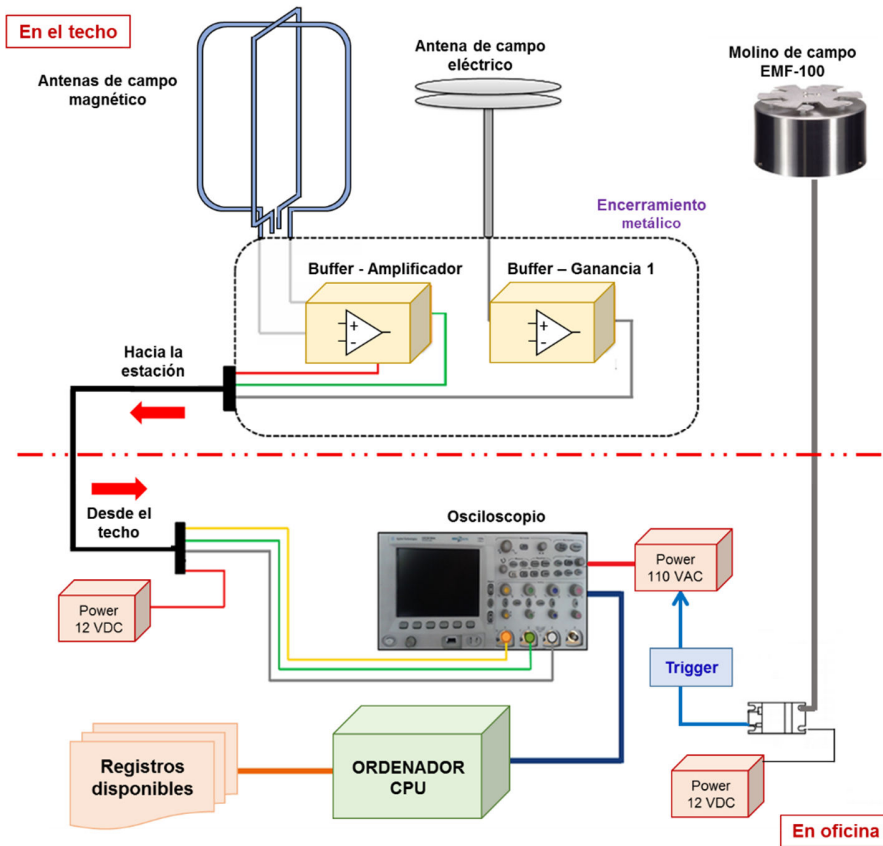 En el techo
Antenas de campo
magnético
Antena de campo
eléctrico
Molino de campo
EMF-100
Encerramiento
metálico
Buffer - Amplificador
Buffer – Ganancia 1
+
-
+
-
Hacia la
estación
Desde el
techo
Osciloscopio
Power
110 VAC
Power
12 VDC
Trigger
Registros
disponibles
ORDENADOR
CPU
Power
12 VDC
En oficina